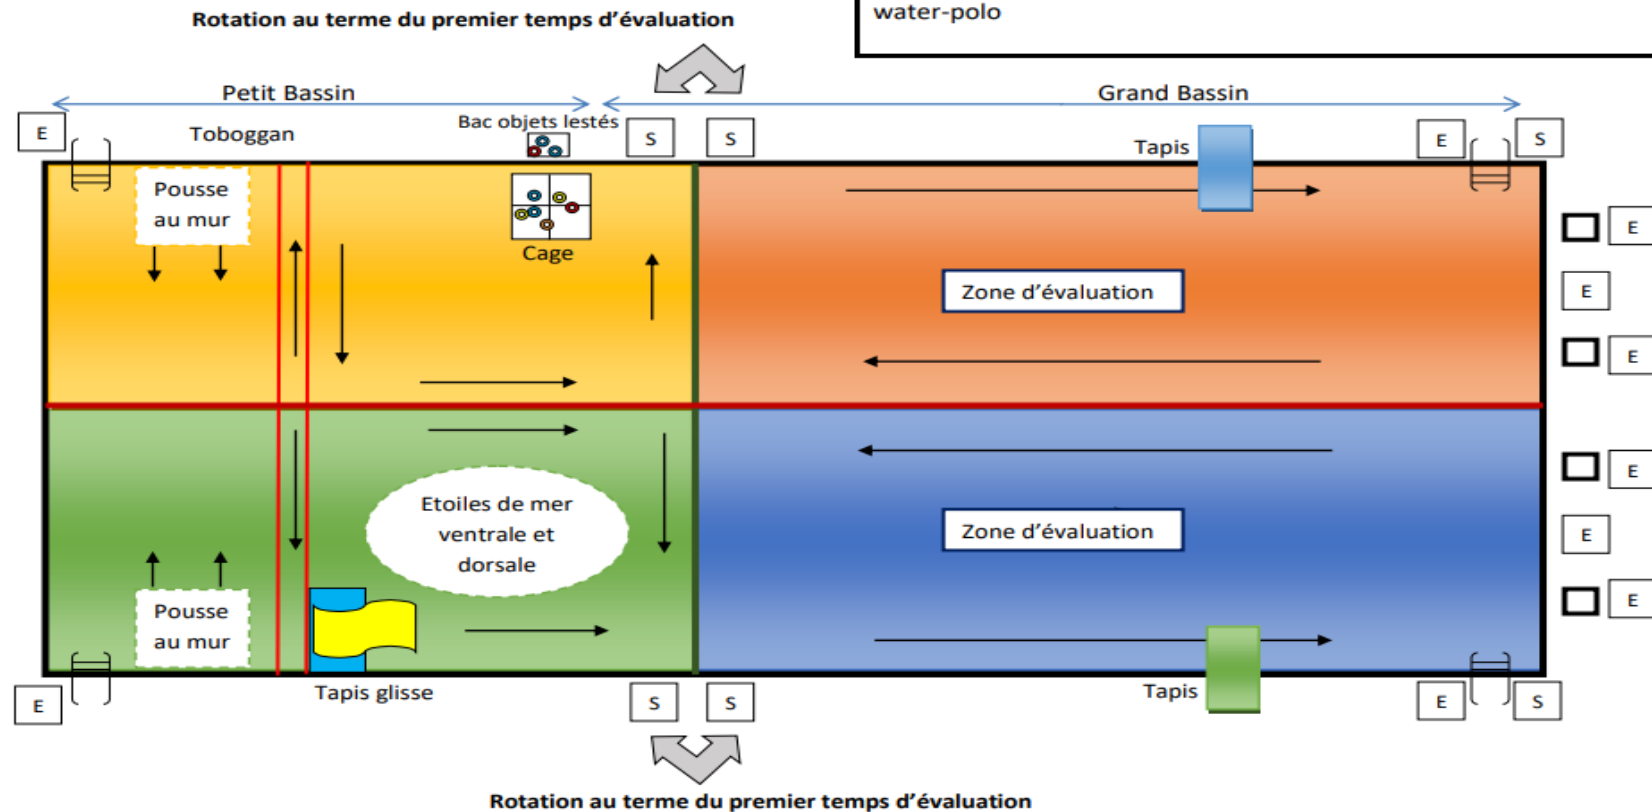 water-polo
Rotation au terme du premier temps d’évaluation
Petit Bassin
Grand Bassin
E
Toboggan
Bac objets lestés
S
S
Tapis
E
S
Pousse
au mur
Cage
E
Zone d’évaluation
E
E
Etoiles de mer
ventrale et
dorsale
E
Zone d’évaluation
E
Pousse
au mur
E
E
Tapis glisse
S
S
Tapis
E
S
Rotation au terme du premier temps d’évaluation